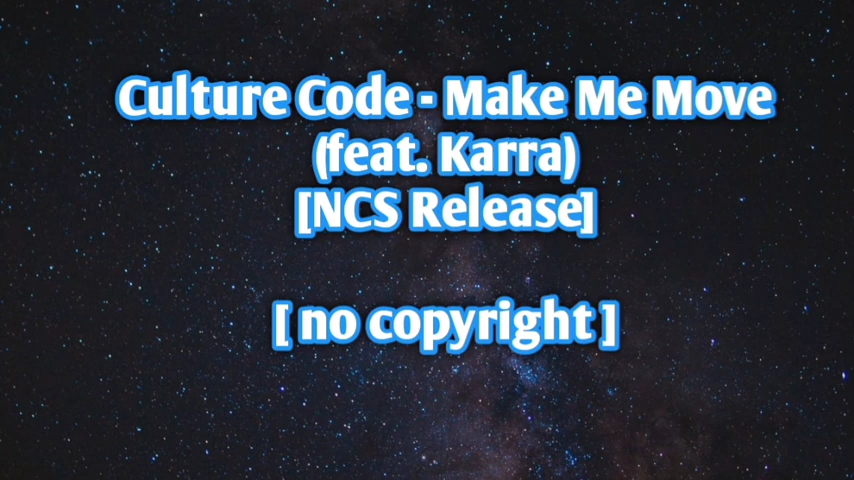 Culture Code - Make Me Move
(feat. Karra)
[NCS Release]
[ no copyright ]